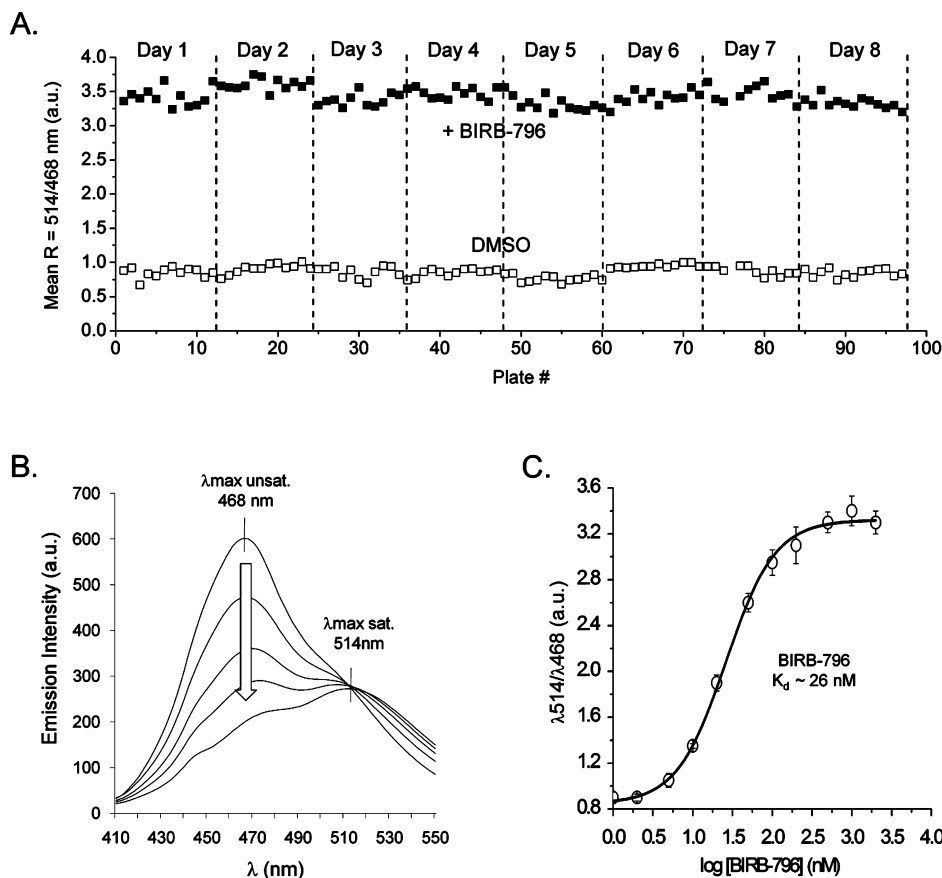 A.
Day 1 Day 2 Day 3 Day 4 Day 5 Day 6 Day 7 Day 8
4.0
3.5
3.0
2.5
2.0
1.5
1.0
0.5
0.0
Mean R = 514/468 nm (a.u.)
+ BIRB-796
DMSO
0 10 20 30 40 50 60 70 80 90 100
Plate #
B.
λmax unsat.
468 nm
λmax sat.
514nm
700
600
500
400
300
200
100
0
Emission Intensity (a.u.)
410 430 450 470 490 510 530 550
λ (nm)
C.
3.6
3.2
2.8
2.4
2.0
1.6
1.2
0.8
λ514/λ468 (a.u.)
BIRB-796
Kd ~ 26 nM
0.0 0.5 1.0 1.5 2.0 2.5 3.0 3.5 4.0
log [BIRB-796] (nM)